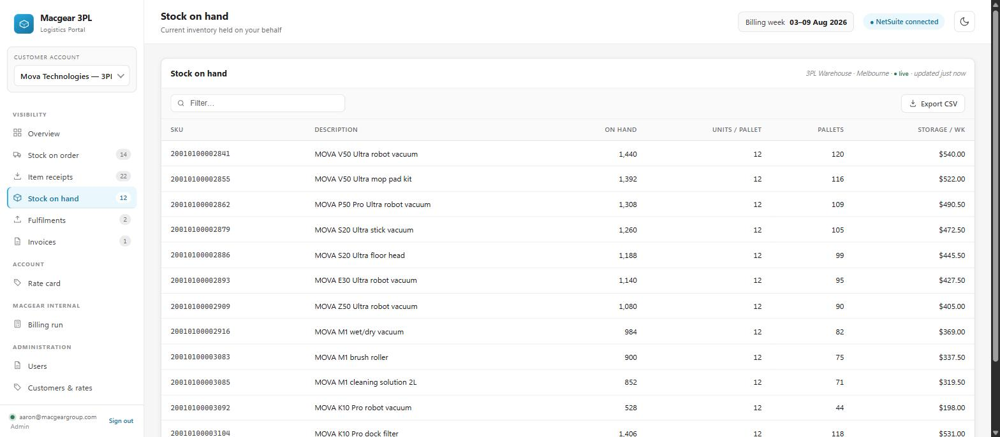 Macgear 3PL
Logistics Portal
CUSTOMER ACCOUNT
Mova Technologies — 3Pl
VISIBILITY
Overview
Stock on order 14
Item receipts 22
Stock on hand 12
Fulfilments 2
Invoices 1
ACCOUNT
Rate card
MACGEAR INTERNAL
Billing run
ADMINISTRATION
Users
Customers & rates
aaron@macgeargroup.com
Admin
Sign out
Stock on hand
Current inventory held on your behalf
Billing week 03–09 Aug 2026
● NetSuite connected
Stock on hand
3PL Warehouse · Melbourne · ● live · updated just now
Filter…
Export CSV
SKU DESCRIPTION ON HAND UNITS / PALLET PALLETS STORAGE / WK
20010100002841 MOVA V50 Ultra robot vacuum 1,440 12 120 $540.00
20010100002855 MOVA V50 Ultra mop pad kit 1,392 12 116 $522.00
20010100002862 MOVA P50 Pro Ultra robot vacuum 1,308 12 109 $490.50
20010100002879 MOVA S20 Ultra stick vacuum 1,260 12 105 $472.50
20010100002886 MOVA S20 Ultra floor head 1,188 12 99 $445.50
20010100002893 MOVA E30 Ultra robot vacuum 1,140 12 95 $427.50
20010100002909 MOVA Z50 Ultra robot vacuum 1,080 12 90 $405.00
20010100002916 MOVA M1 wet/dry vacuum 984 12 82 $369.00
20010100003083 MOVA M1 brush roller 900 12 75 $337.50
20010100003085 MOVA M1 cleaning solution 2L 852 12 71 $319.50
20010100003092 MOVA K10 Pro robot vacuum 528 12 44 $198.00
20010100003104 MOVA K10 Pro dock filter 1,406 12 118 $531.00